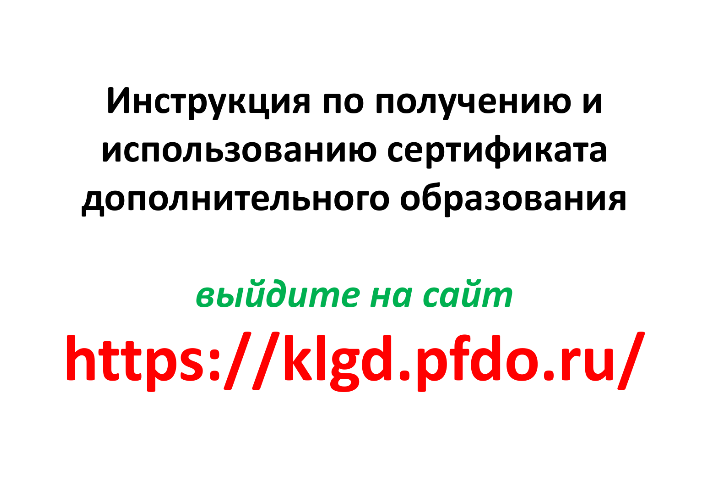 Инструкция по получению и
использованию сертификата
дополнительного образования
выйдите на сайт
https://klgd.pfdo.ru/